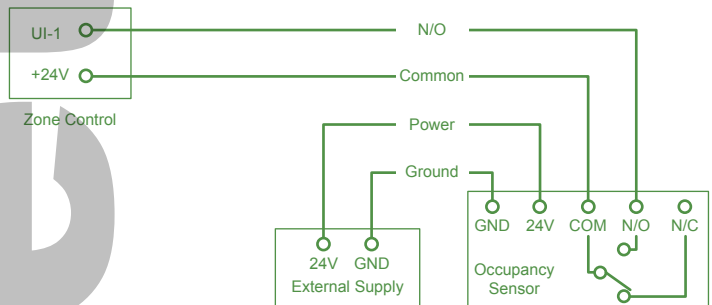 UI-1
N/O
+24V
Common
Zone Control
Power
Ground
GND 24V COM N/O N/C
24V GND
External Supply
Occupancy
Sensor